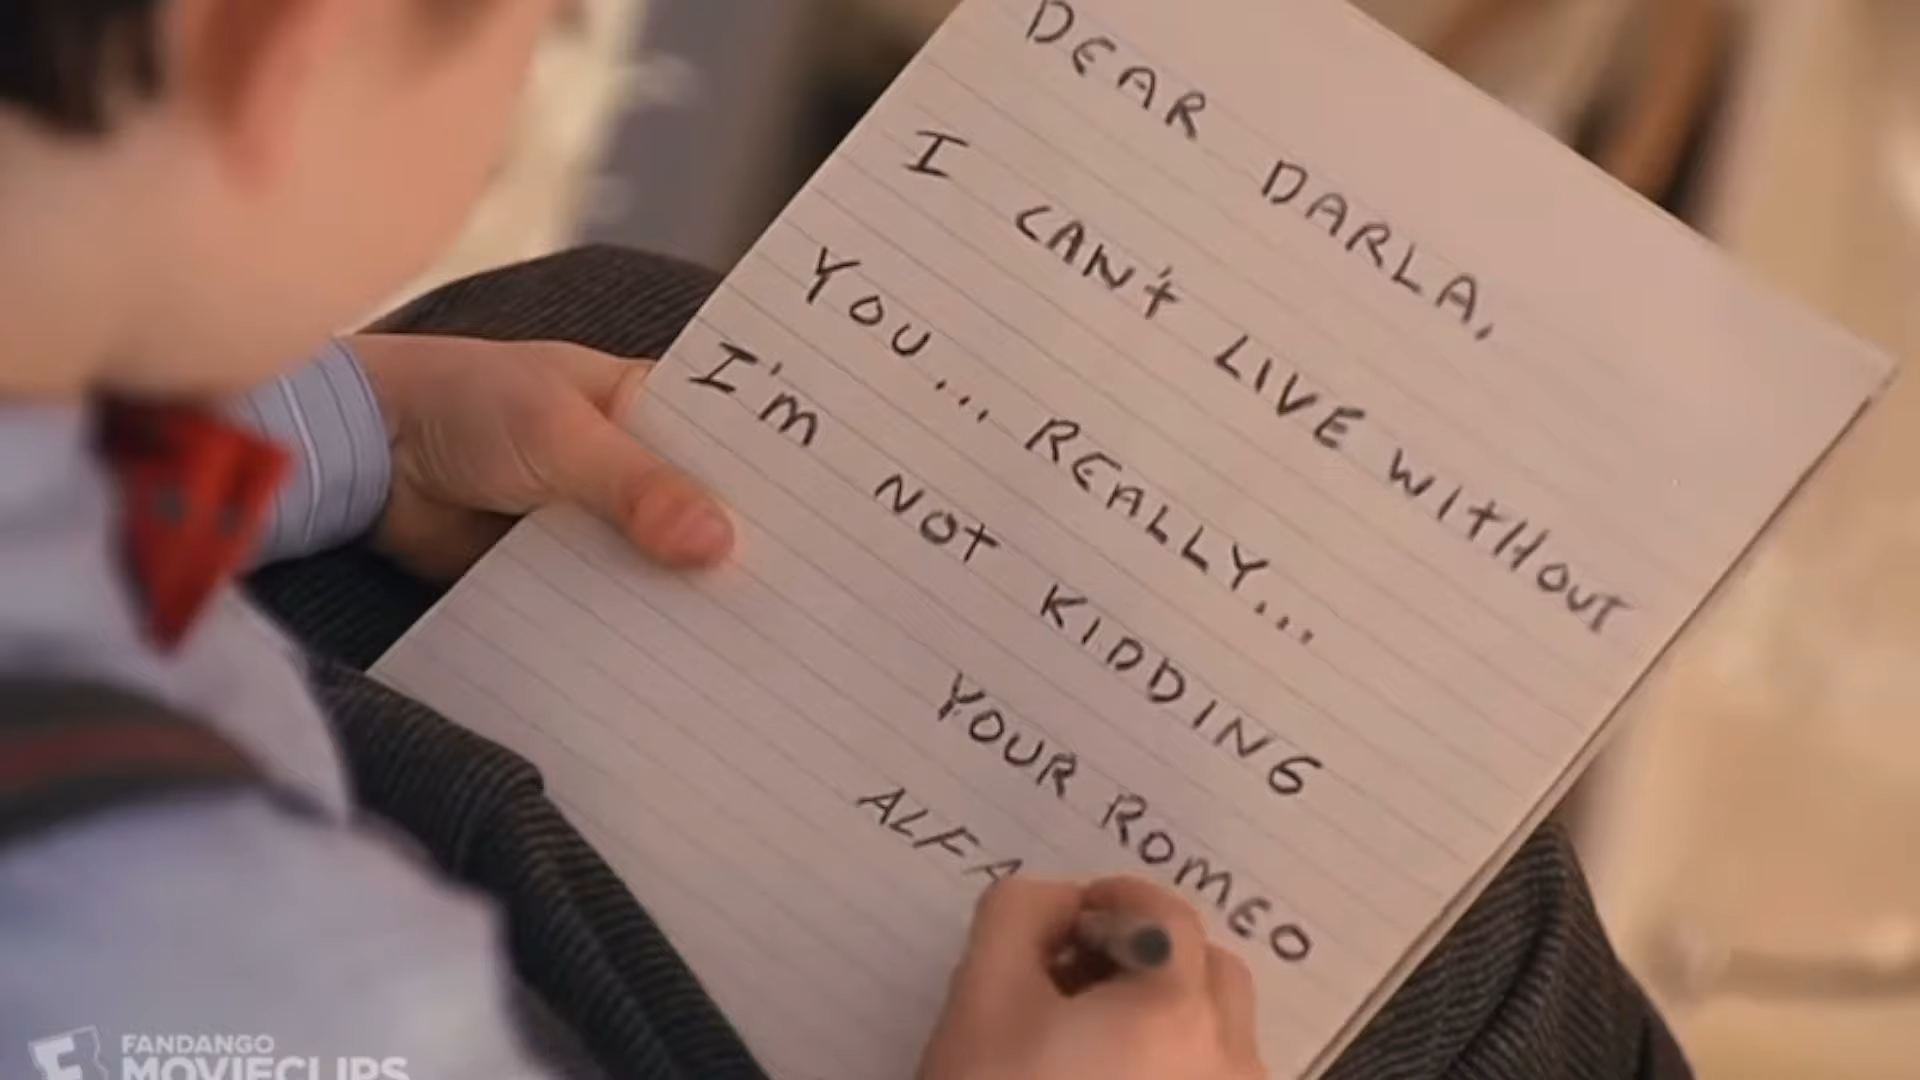 DEAR DARLA,
I CAN't LIVE WITHOUT
YOU... REALLY...
I'm NOT KIDDING
YOUR ROMEO
ALFA
FANDANGO
MOVIECLIPS